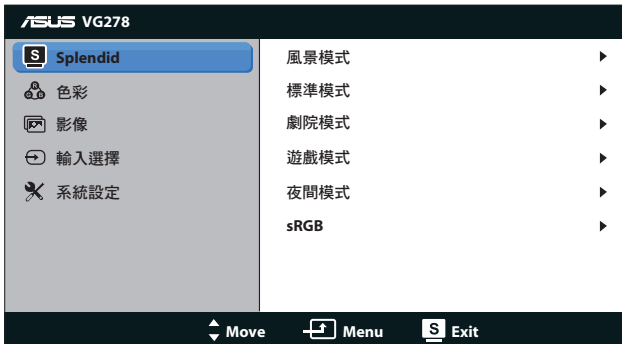 ASUS VG278
S Splendid
色彩
影像
輸入選擇
系統設定
風景模式
標準模式
劇院模式
遊戲模式
夜間模式
sRGB
Move Menu S Exit